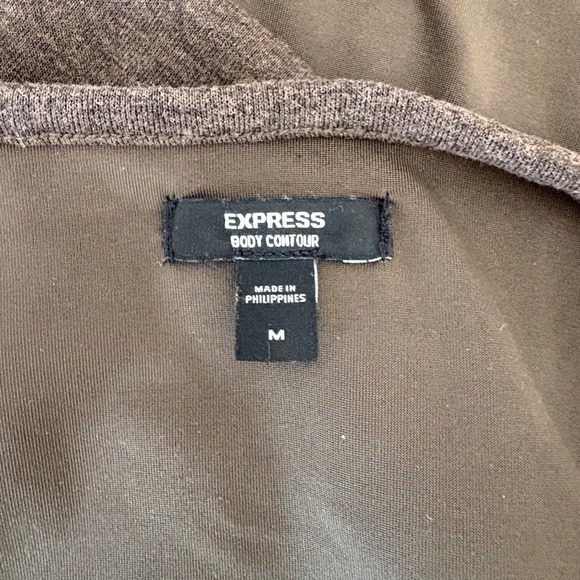 EXPRESS
BODY CONTOUR
MADE IN
PHILIPPINES
M